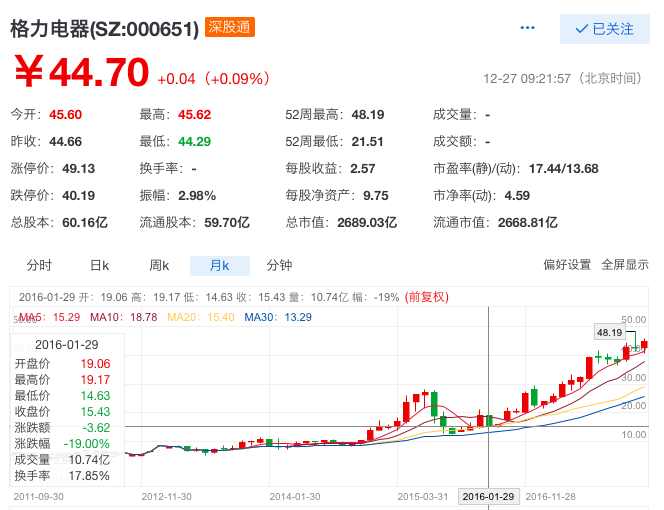 格力电器(SZ:000651) 深股通 ··· ✓已关注
￥44.70 +0.04（+0.09%） 12-27 09:21:57（北京时间）
今开：45.60 最高：45.62 52周最高：48.19 成交量：-
昨收：44.66 最低：44.29 52周最低：21.51 成交额：-
涨停价：49.13 换手率：- 每股收益：2.57 市盈率(静)/(动)：17.44/13.68
跌停价：40.19 振幅：2.98% 每股净资产：9.75 市净率(动)：4.59
总股本：60.16亿 流通股本：59.70亿 总市值：2689.03亿 流通市值：2668.81亿
分时 日k 周k 月k 分钟 偏好设置 全屏显示
2016-01-29 开：19.06 高：19.17 低：14.63 收：15.43 量：10.74亿 幅：-19% (前复权)
MA5：15.29 MA10：18.78 MA20：15.40 MA30：13.29
50.00
48.19
30.00
20.00
10.00
2016-01-29
开盘价 19.06
最高价 19.17
最低价 14.63
收盘价 15.43
涨跌额 -3.62
涨跌幅 -19.00%
成交量 10.74亿
换手率 17.85%
2011-09-30 2012-11-30 2014-01-30 2015-03-31 2016-01-29 2016-11-28